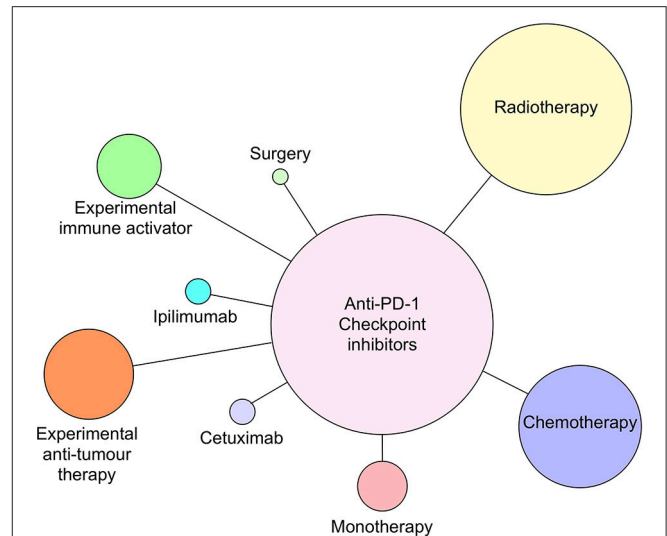 Radiotherapy
Surgery
Experimental
immune activator
Anti-PD-1
Checkpoint
inhibitors
Ipilimumab
Chemotherapy
Experimental
anti-tumour
therapy
Cetuximab
Monotherapy